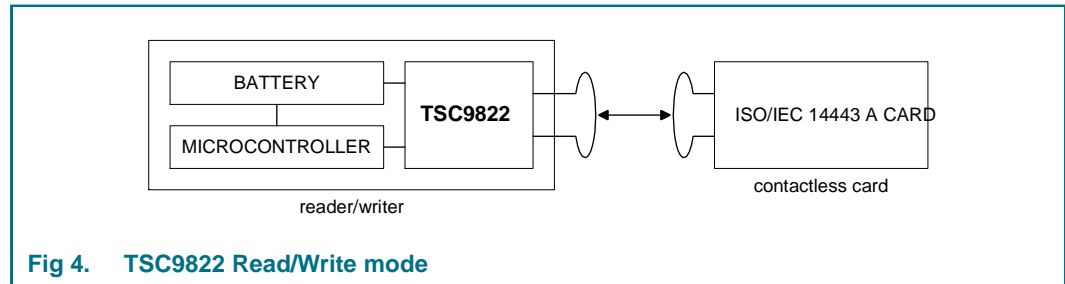 BATTERY
MICROCONTROLLER
TSC9822
ISO/IEC 14443 A CARD
reader/writer
contactless card
Fig 4. TSC9822 Read/Write mode